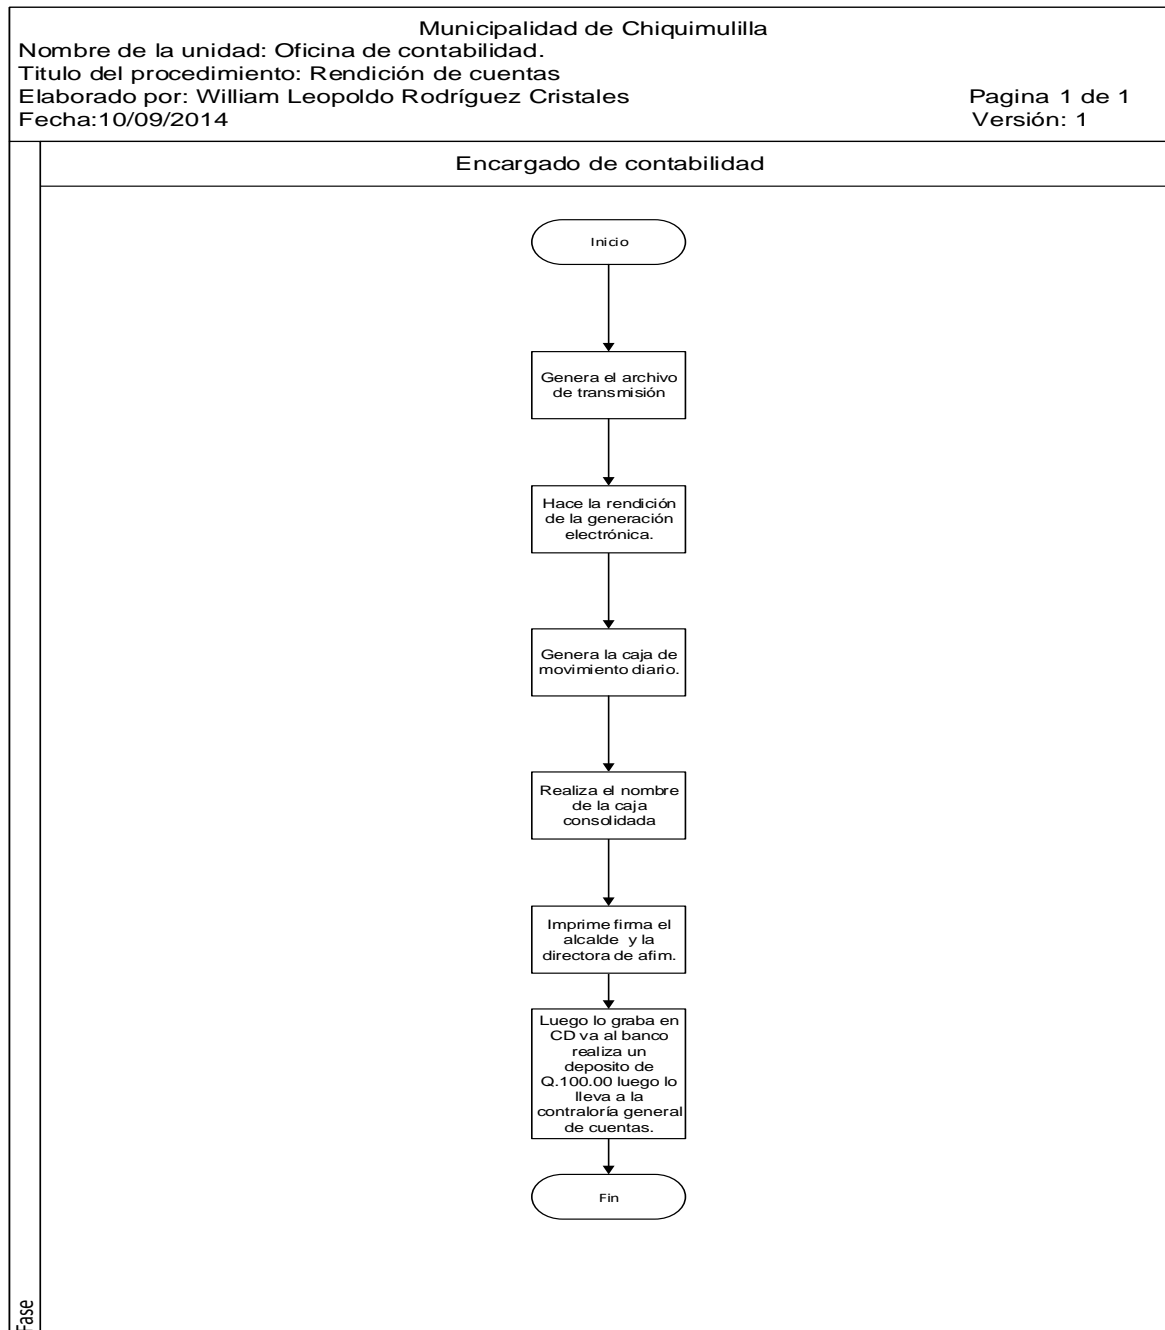 Municipalidad de Chiquimulilla
Nombre de la unidad: Oficina de contabilidad.
Titulo del procedimiento: Rendición de cuentas
Elaborado por: William Leopoldo Rodríguez Cristales
Pagina 1 de 1
Fecha:10/09/2014
Versión: 1
Encargado de contabilidad
Inicio
Genera el archivo
de transmisión
Hace la rendición
de la generación
electrónica.
Genera la caja de
movimiento diario.
Realiza el nombre
de la caja
consolidada
Imprime firma el
alcalde y la
directora de afim.
Luego lo graba en
CD va al banco
realiza un
deposito de
Q.100.00 luego lo
lleva a la
contraloría general
de cuentas.
Fin
Fase